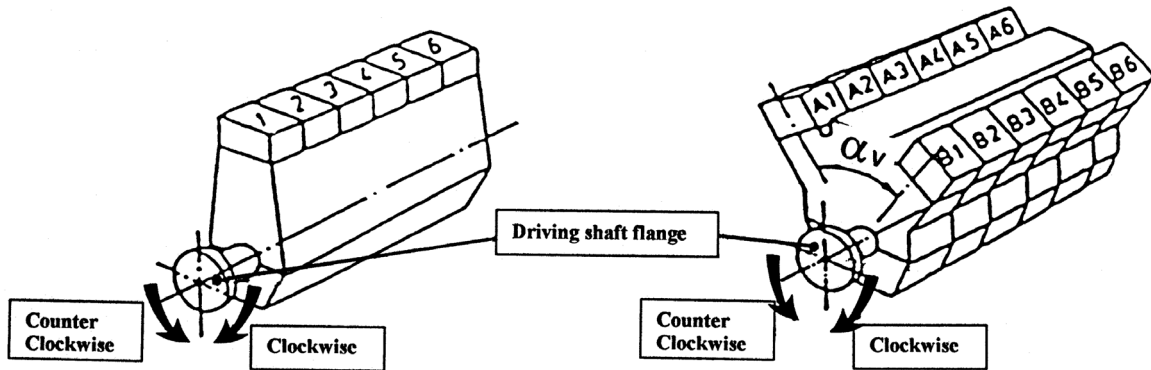 1 2 3 4 5 6
A1 A2 A3 A4 A5 A6
B1 B2 B3 B4 B5 B6
αv
Driving shaft flange
Counter
Clockwise
Clockwise
Counter
Clockwise
Clockwise